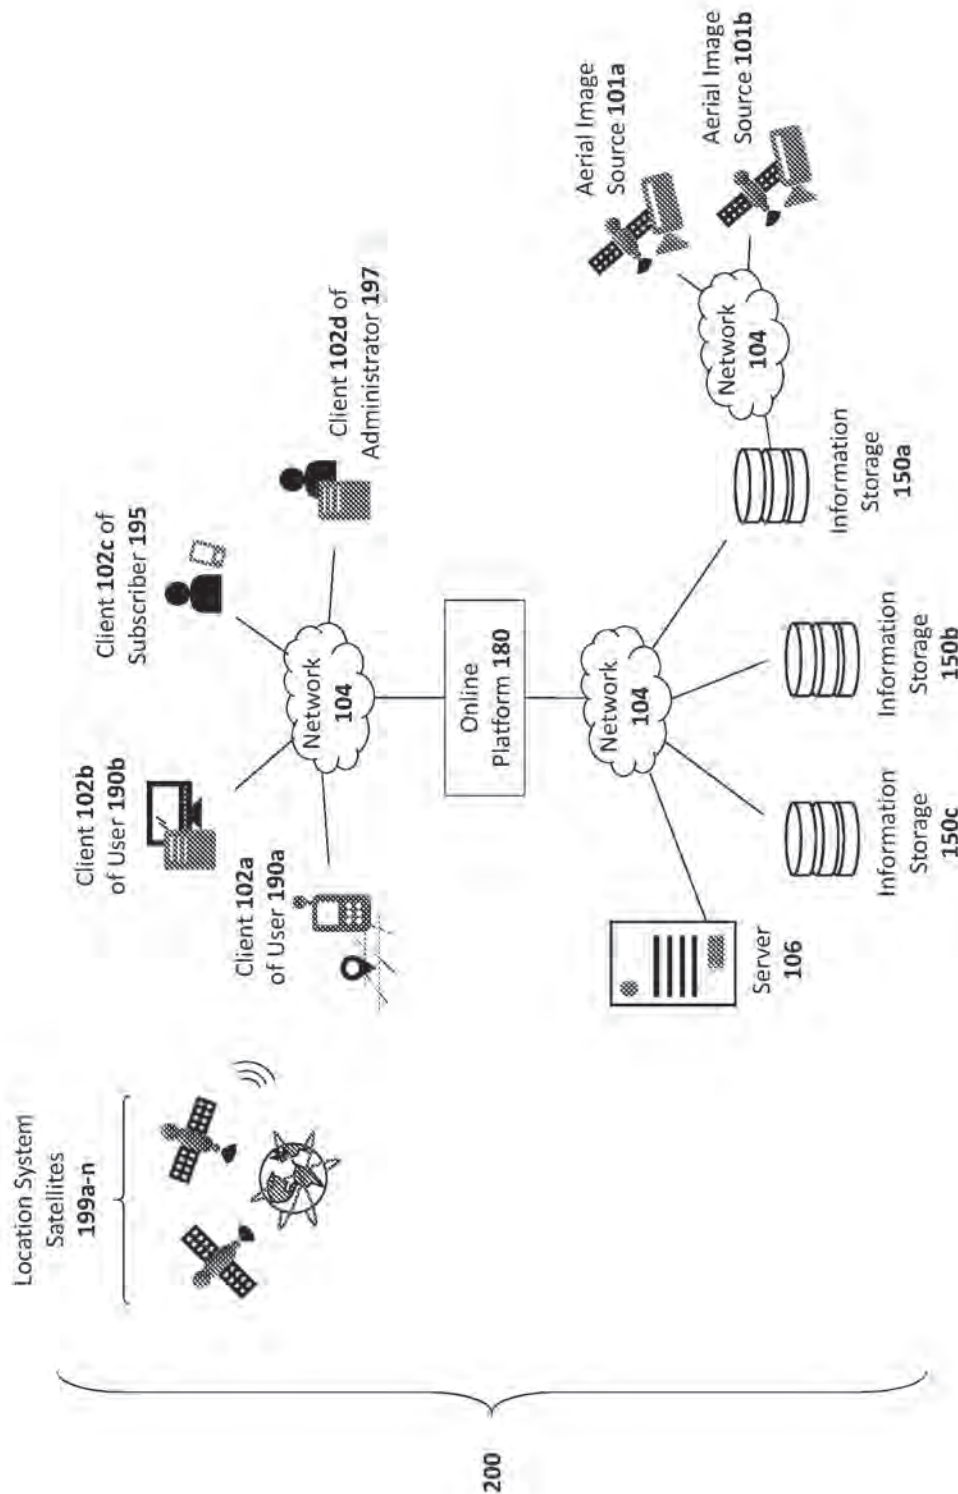 200
Location System
Satellites
199a-n
Client 102a
of User 190a
Client 102b
of User 190b
Client 102c of
Subscriber 195
Client 102d of
Administrator 197
Network
104
Online
Platform 180
Network
104
Server
106
Information
Storage
150c
Information
Storage
150b
Information
Storage
150a
Network
104
Aerial Image
Source 101a
Aerial Image
Source 101b